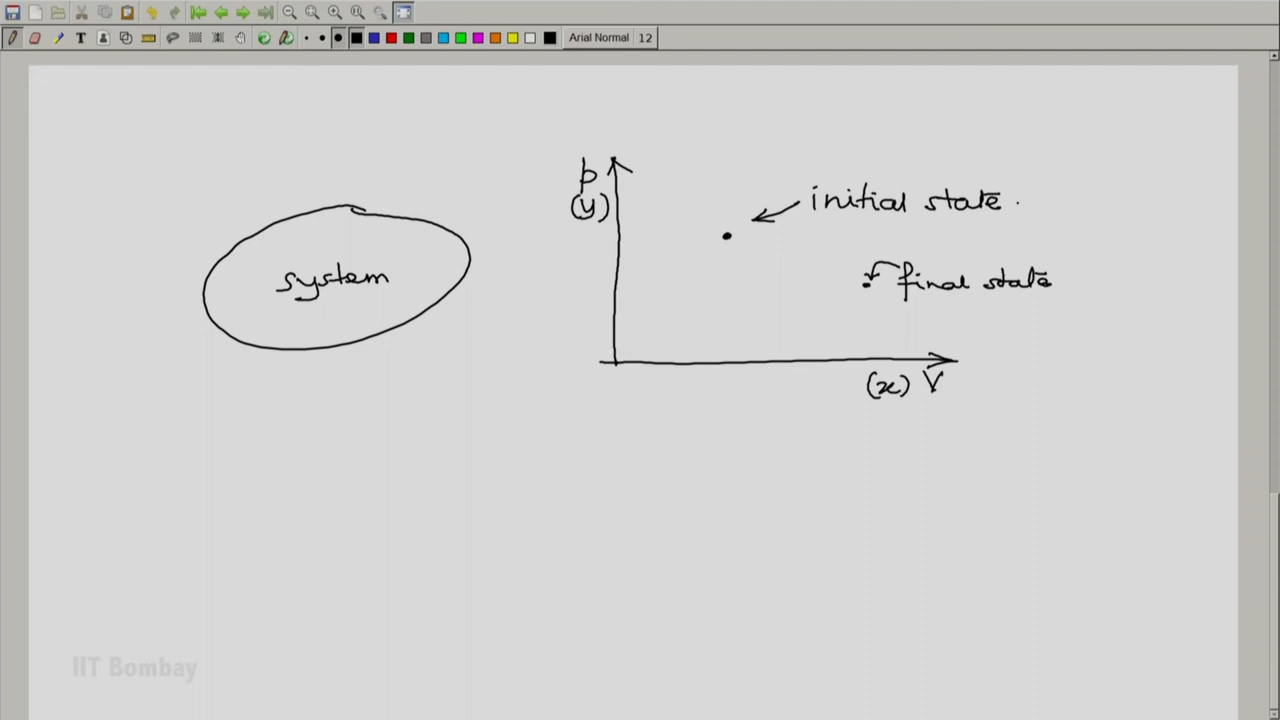 Arial Normal 12
p
(y)
initial state.
system
final state
(x) V
IIT Bombay